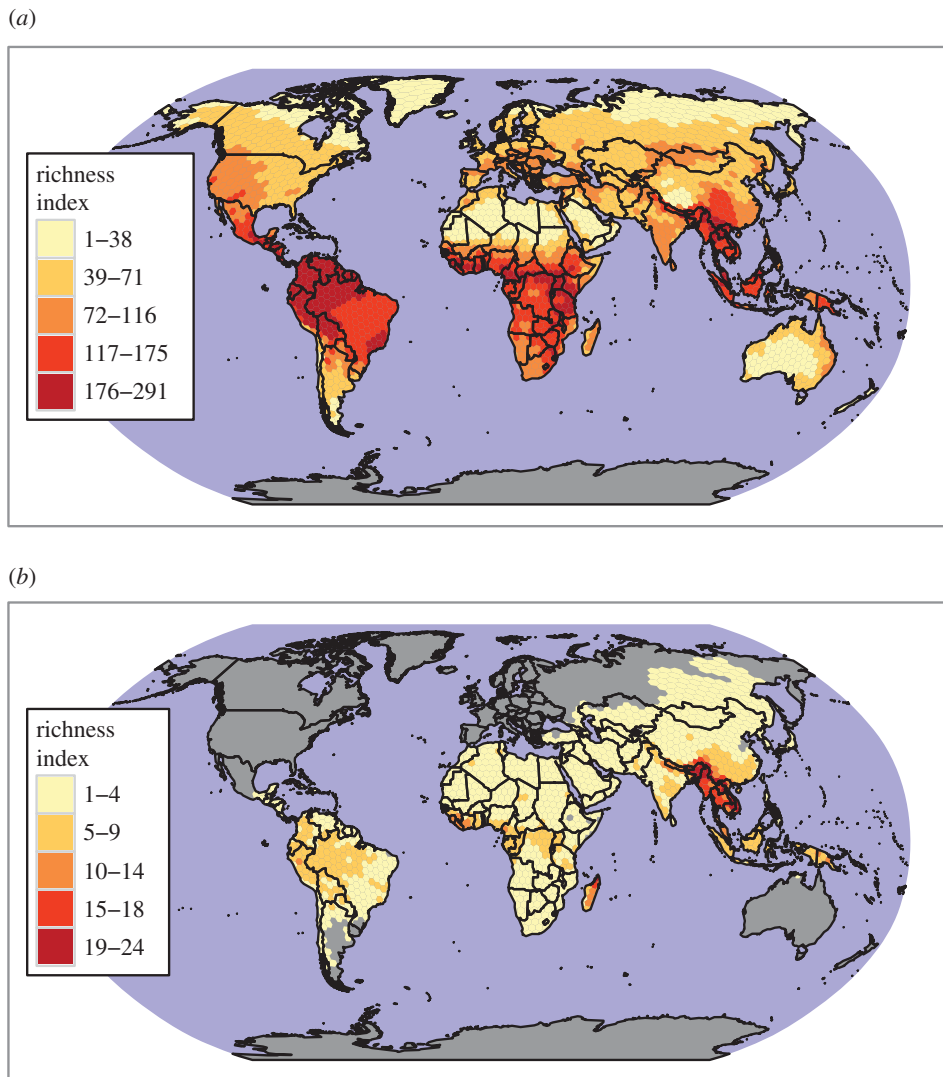 (a)
richness
index
1–38
39–71
72–116
117–175
176–291
(b)
richness
index
1–4
5–9
10–14
15–18
19–24